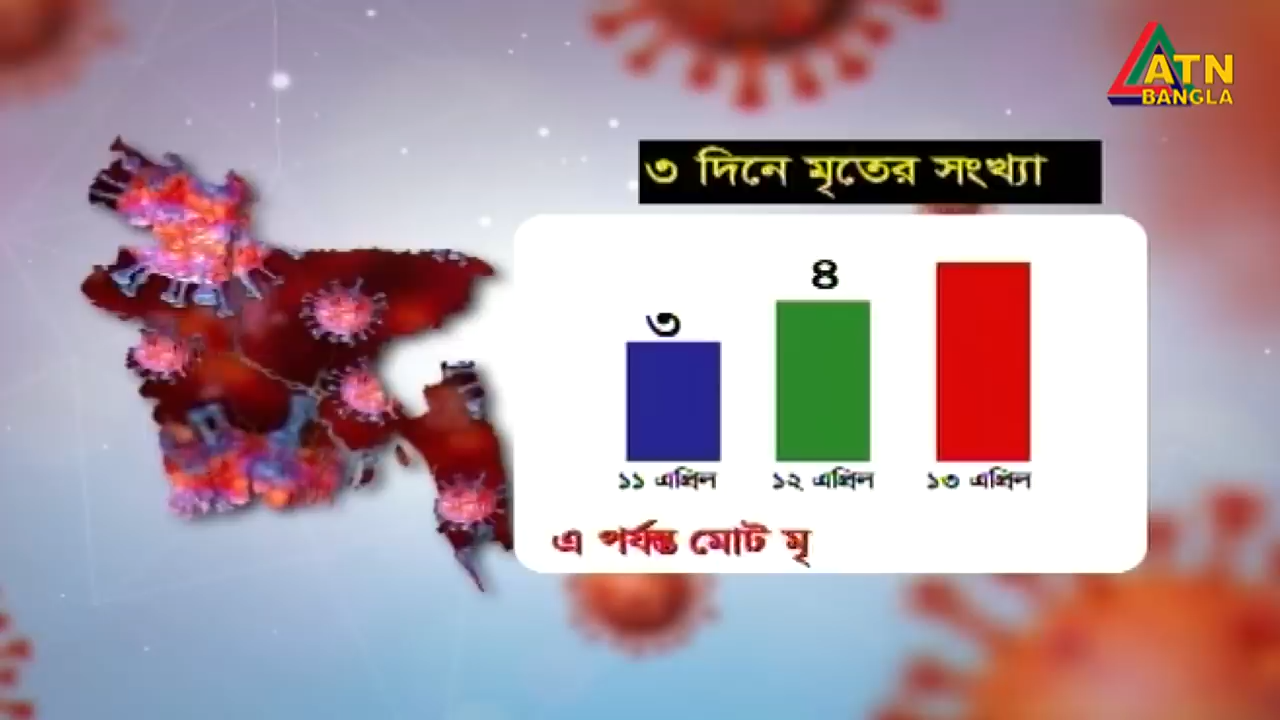 ATN
BANGLA
৩ দিনে মৃতের সংখ্যা
৩
৪
১১ এপ্রিল
১২ এপ্রিল
১৩ এপ্রিল
এ পর্যন্ত মোট মৃ